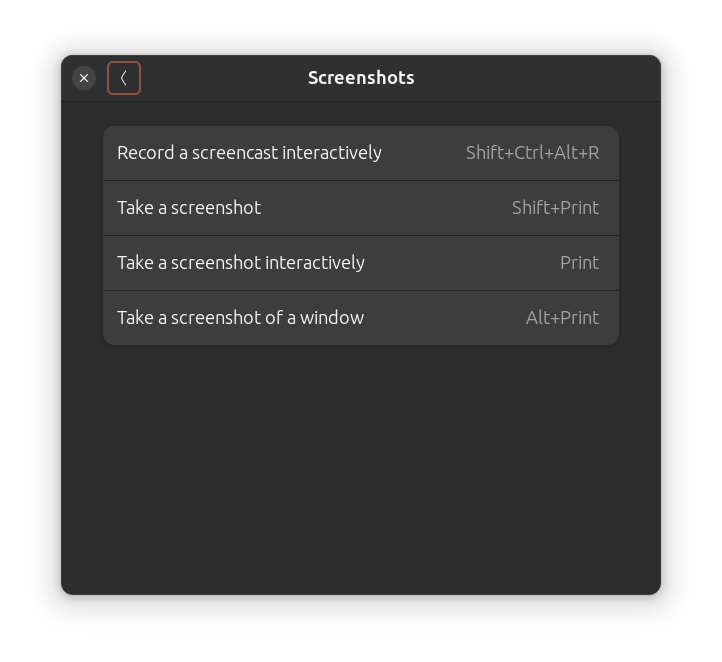 Screenshots
Record a screencast interactively Shift+Ctrl+Alt+R
Take a screenshot Shift+Print
Take a screenshot interactively Print
Take a screenshot of a window Alt+Print